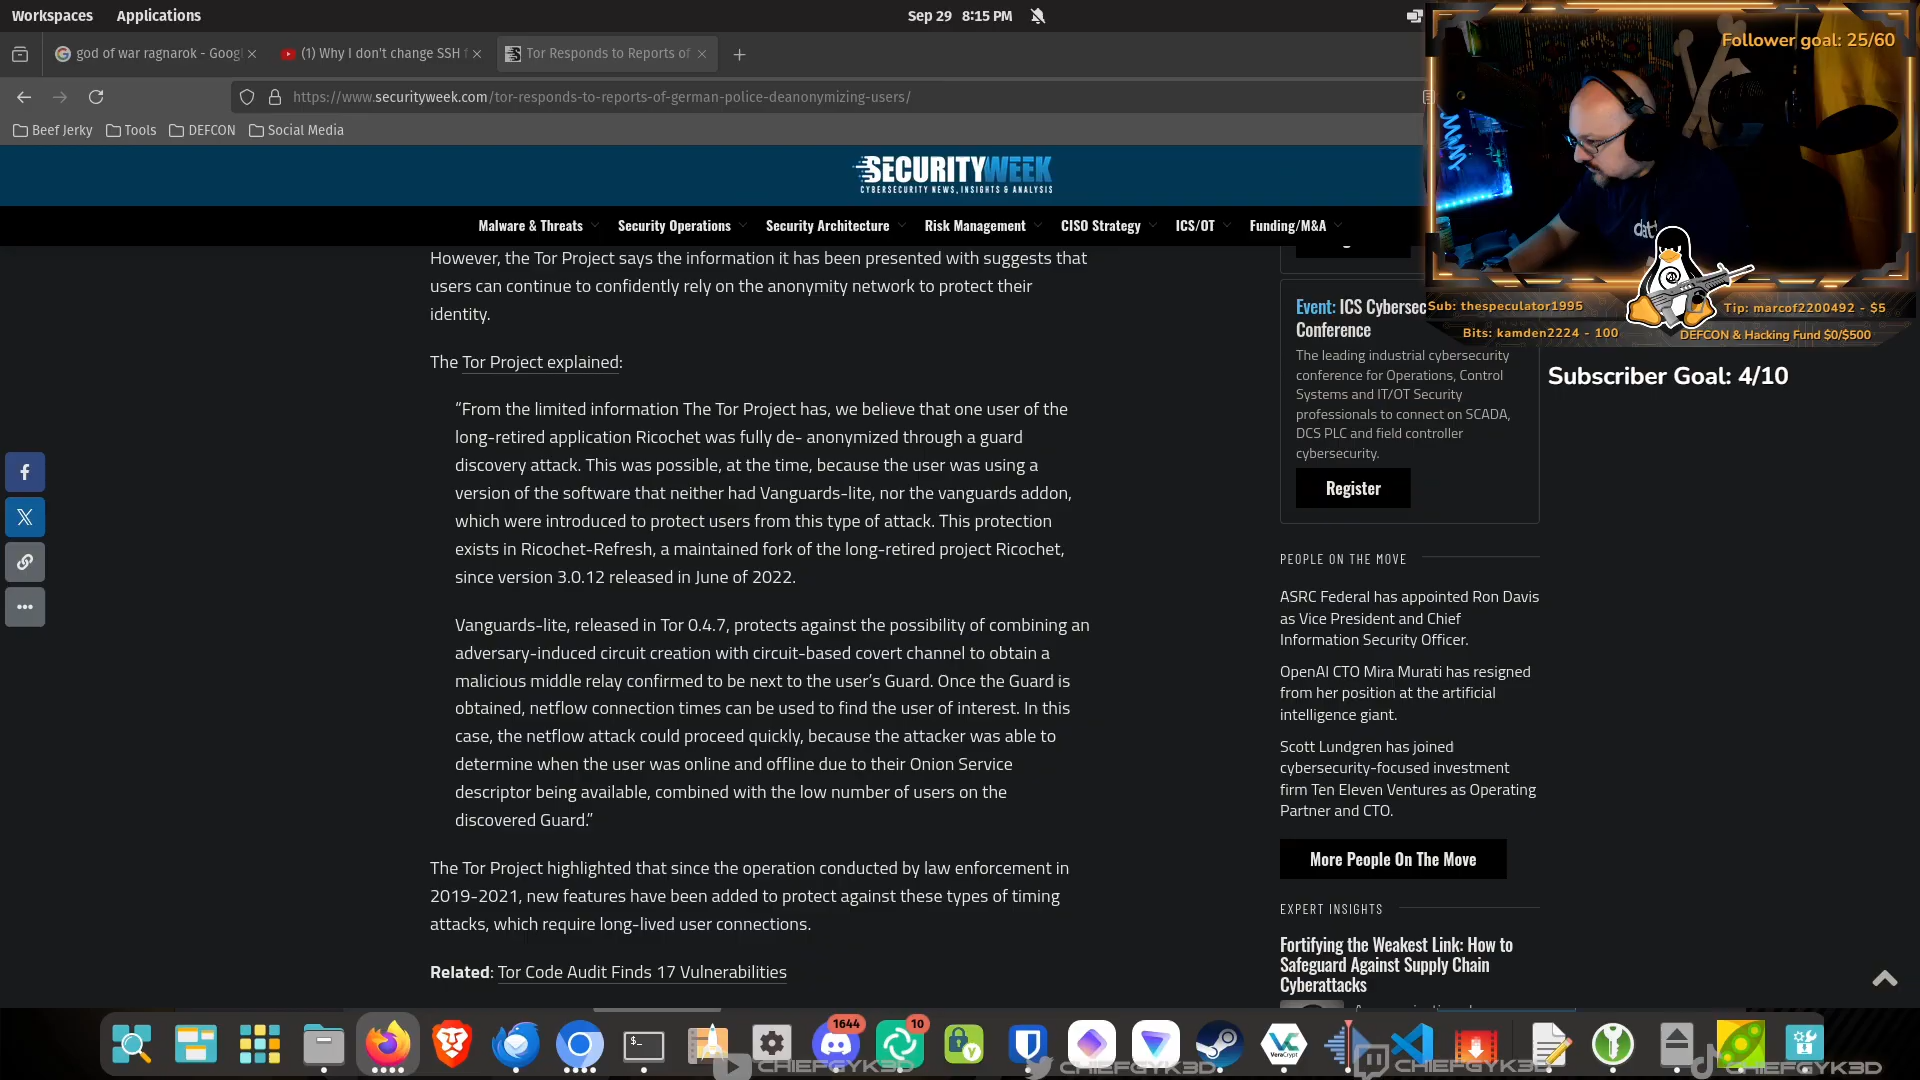 Workspaces
Applications
Sep 29 8:15 PM
god of war ragnarok - Goog
(1) Why I don't change SSH f
Tor Responds to Reports of
https://www.securityweek.com/tor-responds-to-reports-of-german-police-deanonymizing-users/
Beef Jerky
Tools
DEFCON
Social Media
Follower goal: 25/60
Sub: thespeculator1995
Tip: marcof2200492 - $5
Bits: kamden2224 - 100
DEFCON & Hacking Fund $0/$500
Subscriber Goal: 4/10
SECURITYWEEK
CYBERSECURITY NEWS, INSIGHTS & ANALYSIS
Malware & Threats
Security Operations
Security Architecture
Risk Management
CISO Strategy
ICS/OT
Funding/M&A
However, the Tor Project says the information it has been presented with suggests that
users can continue to confidently rely on the anonymity network to protect their
identity.
The Tor Project explained:
“From the limited information The Tor Project has, we believe that one user of the
long-retired application Ricochet was fully de- anonymized through a guard
discovery attack. This was possible, at the time, because the user was using a
version of the software that neither had Vanguards-lite, nor the vanguards addon,
which were introduced to protect users from this type of attack. This protection
exists in Ricochet-Refresh, a maintained fork of the long-retired project Ricochet,
since version 3.0.12 released in June of 2022.
Vanguards-lite, released in Tor 0.4.7, protects against the possibility of combining an
adversary-induced circuit creation with circuit-based covert channel to obtain a
malicious middle relay confirmed to be next to the user’s Guard. Once the Guard is
obtained, netflow connection times can be used to find the user of interest. In this
case, the netflow attack could proceed quickly, because the attacker was able to
determine when the user was online and offline due to their Onion Service
descriptor being available, combined with the low number of users on the
discovered Guard.”
The Tor Project highlighted that since the operation conducted by law enforcement in
2019-2021, new features have been added to protect against these types of timing
attacks, which require long-lived user connections.
Related: Tor Code Audit Finds 17 Vulnerabilities
Event: ICS Cybersec
Conference
The leading industrial cybersecurity
conference for Operations, Control
Systems and IT/OT Security
professionals to connect on SCADA,
DCS PLC and field controller
cybersecurity.
Register
PEOPLE ON THE MOVE
ASRC Federal has appointed Ron Davis
as Vice President and Chief
Information Security Officer.
OpenAI CTO Mira Murati has resigned
from her position at the artificial
intelligence giant.
Scott Lundgren has joined
cybersecurity-focused investment
firm Ten Eleven Ventures as Operating
Partner and CTO.
More People On The Move
EXPERT INSIGHTS
Fortifying the Weakest Link: How to
Safeguard Against Supply Chain
Cyberattacks
1644
10
VeraCrypt
CHIEFGYK3D
CHIEFGYK3D
CHIEFGYK3D
CHIEFGYK3D